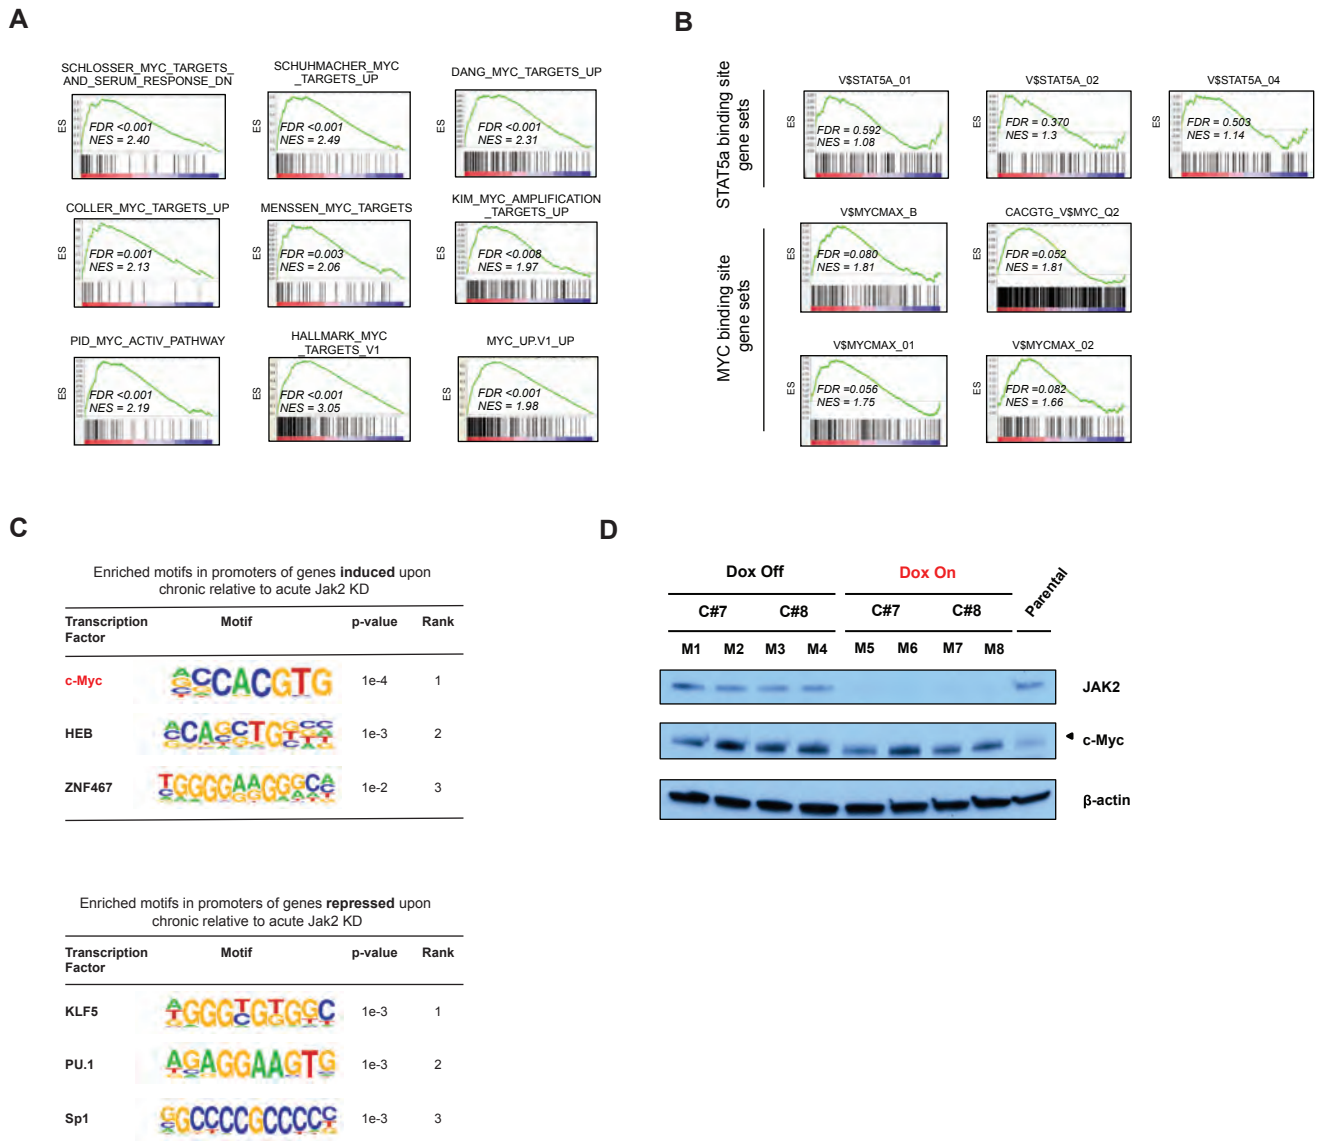 A
SCHLOSSER_MYC_TARGETS_
AND_SERUM_RESPONSE_DN
ES
FDR <0.001
NES = 2.40
SCHUHMACHER_MYC
_TARGETS_UP
ES
FDR <0.001
NES = 2.49
DANG_MYC_TARGETS_UP
ES
FDR <0.001
NES = 2.31
COLLER_MYC_TARGETS_UP
ES
FDR =0.001
NES = 2.13
MENSSEN_MYC_TARGETS
ES
FDR =0.003
NES = 2.06
KIM_MYC_AMPLIFICATION
_TARGETS_UP
ES
FDR <0.008
NES = 1.97
PID_MYC_ACTIV_PATHWAY
ES
FDR <0.001
NES = 2.19
HALLMARK_MYC
_TARGETS_V1
ES
FDR <0.001
NES = 3.05
MYC_UP.V1_UP
ES
FDR <0.001
NES = 1.98
B
STAT5a binding site
gene sets
V$STAT5A_01
ES
FDR = 0.592
NES = 1.08
V$STAT5A_02
ES
FDR = 0.370
NES = 1.3
V$STAT5A_04
ES
FDR = 0.503
NES = 1.14
MYC binding site
gene sets
V$MYCMAX_B
ES
FDR = 0.080
NES = 1.81
CACGTG_V$MYC_Q2
ES
FDR = 0.052
NES = 1.81
V$MYCMAX_01
ES
FDR = 0.056
NES = 1.75
V$MYCMAX_02
ES
FDR = 0.082
NES = 1.66
C
Enriched motifs in promoters of genes induced upon
chronic relative to acute Jak2 KD
Transcription Factor Motif p-value Rank
c-Myc CCACGTG 1e-4 1
HEB CAGCTG 1e-3 2
ZNF467 TGGGGAAGGGCA 1e-2 3
Enriched motifs in promoters of genes repressed upon
chronic relative to acute Jak2 KD
Transcription Factor Motif p-value Rank
KLF5 AGGGTGTGGC 1e-3 1
PU.1 AGAGGAAGTG 1e-3 2
Sp1 GGCCCCGCCCCC 1e-3 3
D
Dox Off Dox On Parental
C#7 C#8 C#7 C#8
M1 M2 M3 M4 M5 M6 M7 M8
JAK2
c-Myc
β-actin